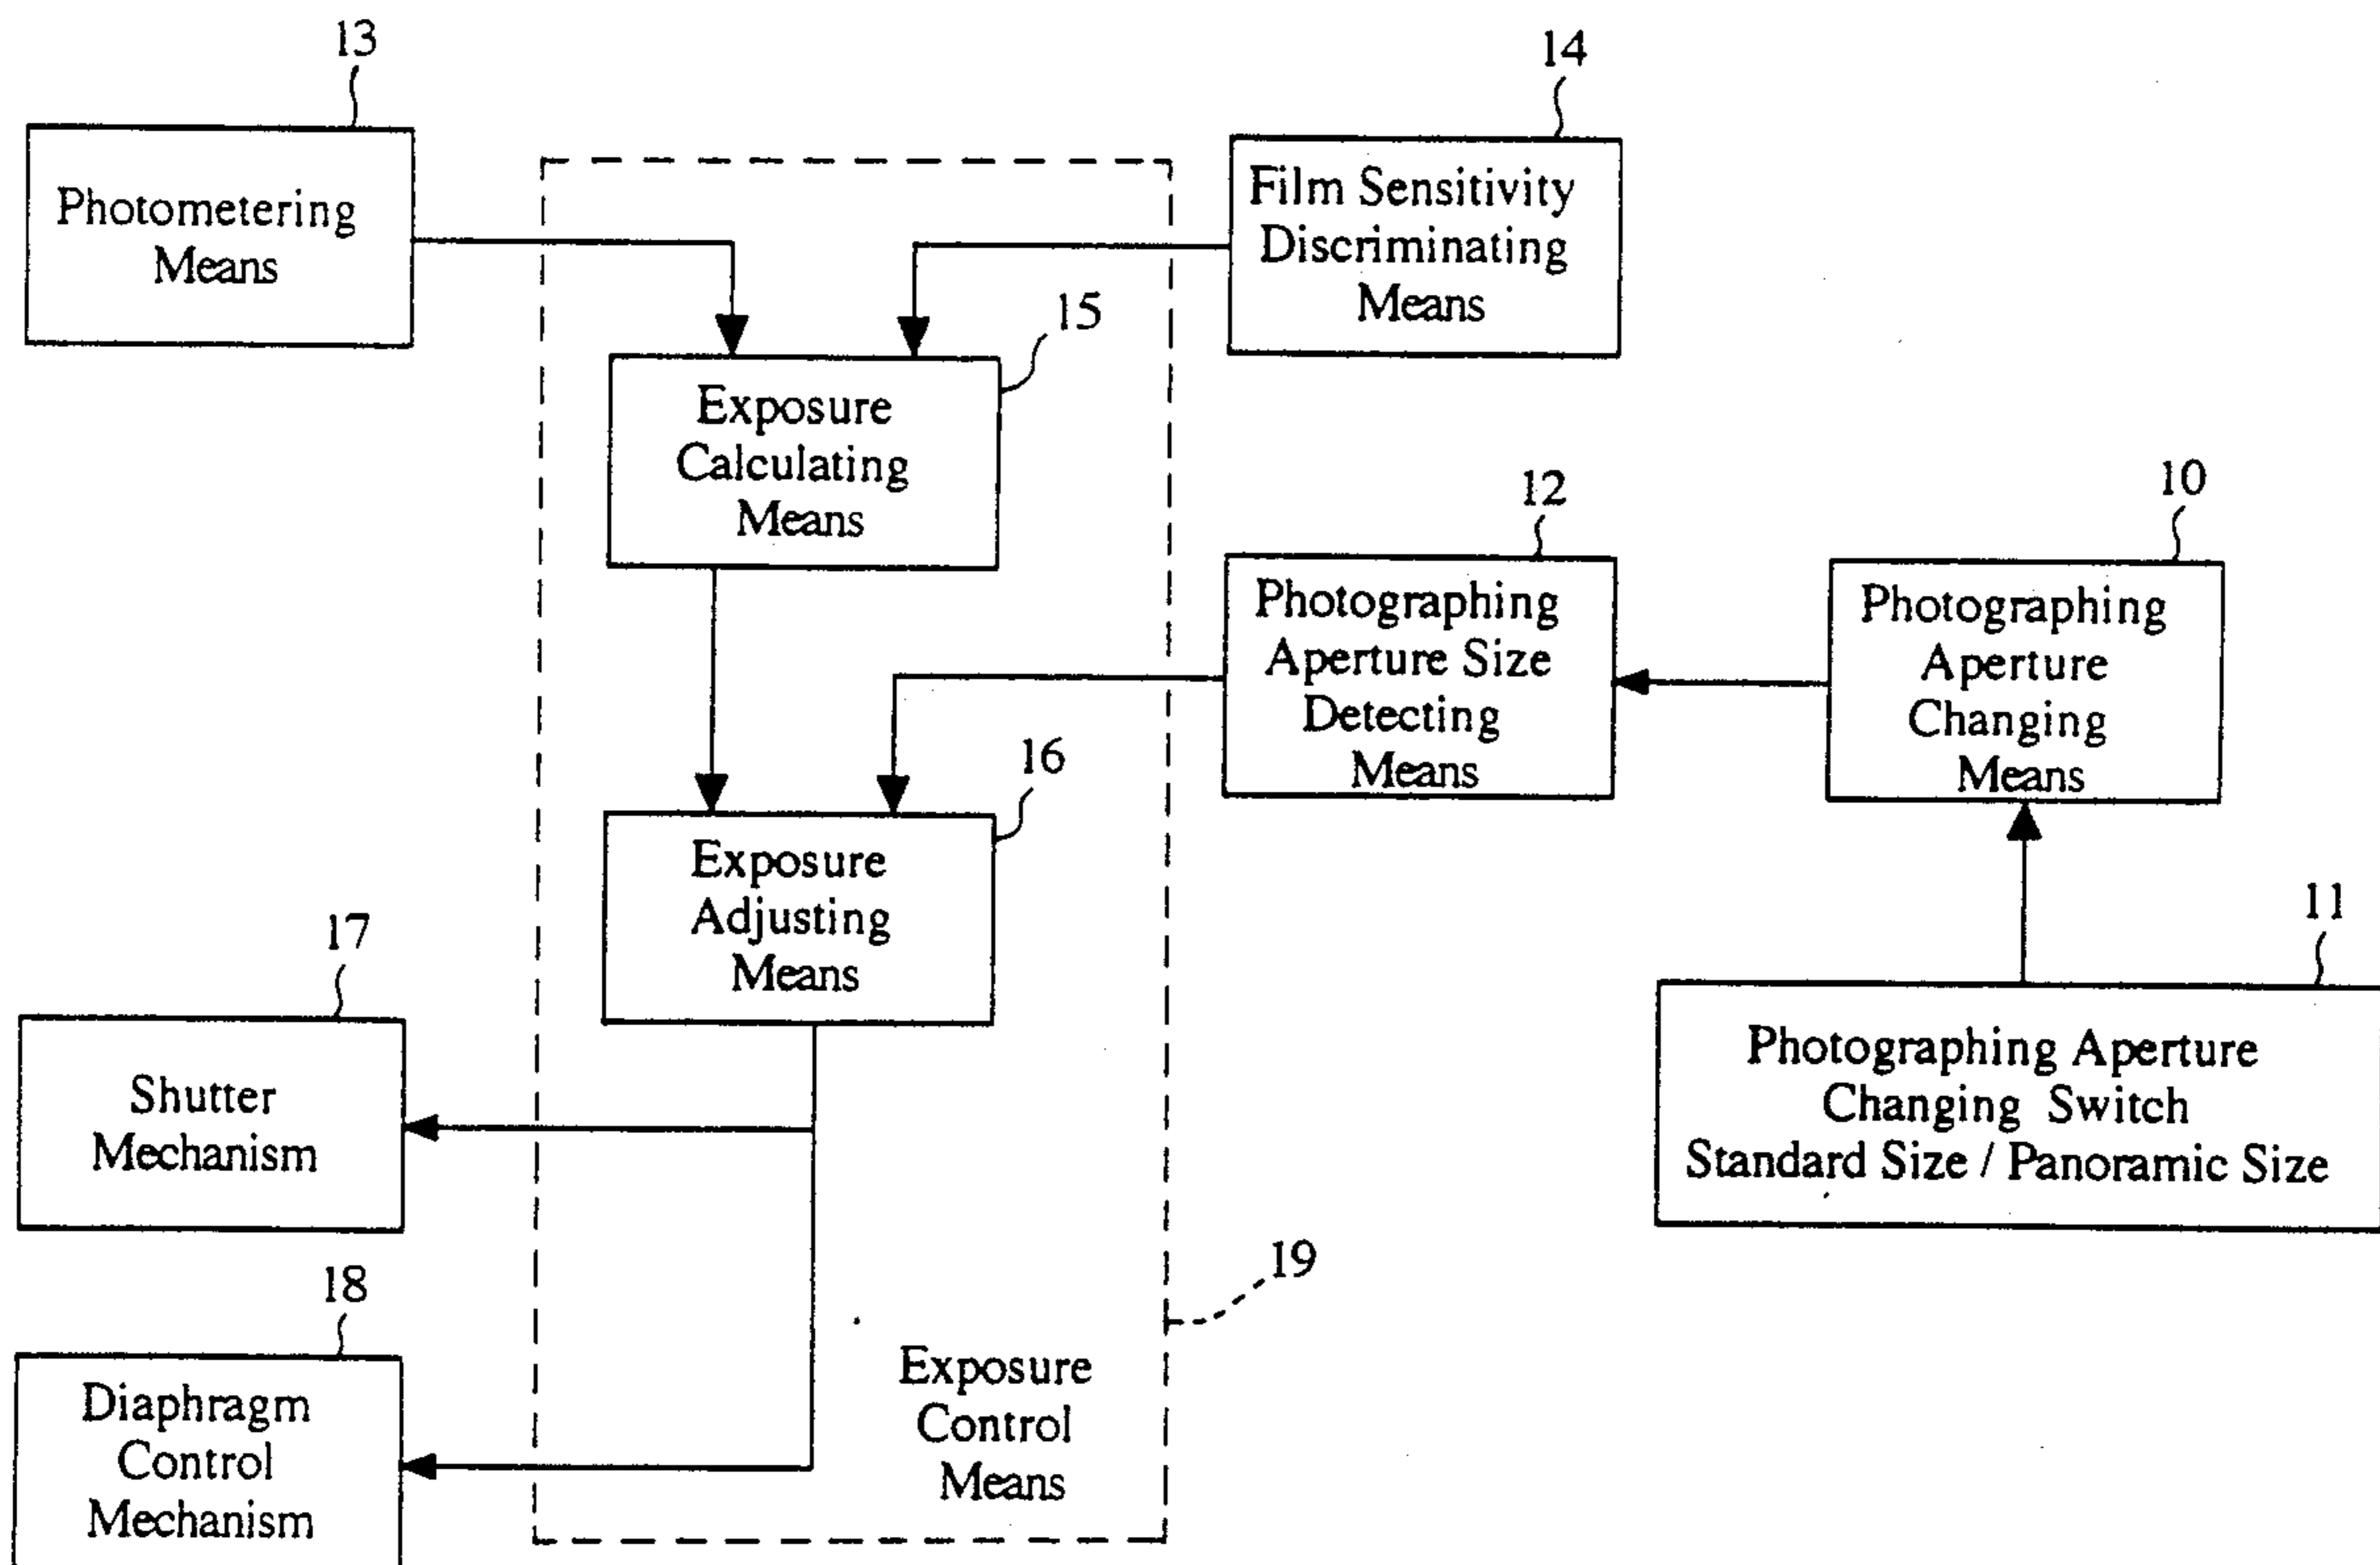 13
14
Photometering
Means
Film Sensitivity
Discriminating
Means
15
Exposure
Calculating
Means
12
10
Photographing
Aperture Size
Detecting
Means
Photographing
Aperture
Changing
Means
16
Exposure
Adjusting
Means
17
11
Shutter
Mechanism
Photographing Aperture
Changing Switch
Standard Size / Panoramic Size
19
18
Exposure
Control
Means
Diaphragm
Control
Mechanism